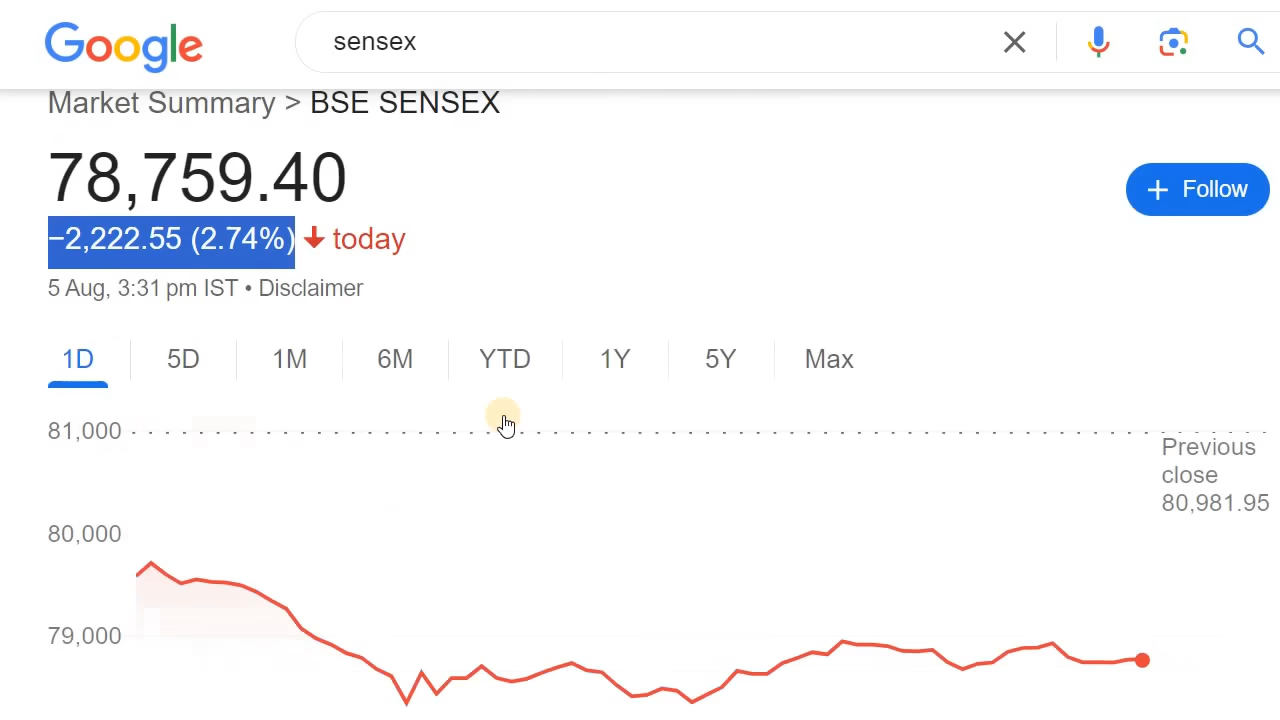 Google
sensex
Market Summary > BSE SENSEX
78,759.40
+ Follow
−2,222.55 (2.74%) ↓ today
5 Aug, 3:31 pm IST • Disclaimer
1D 5D 1M 6M YTD 1Y 5Y Max
81,000
Previous
close
80,981.95
80,000
79,000